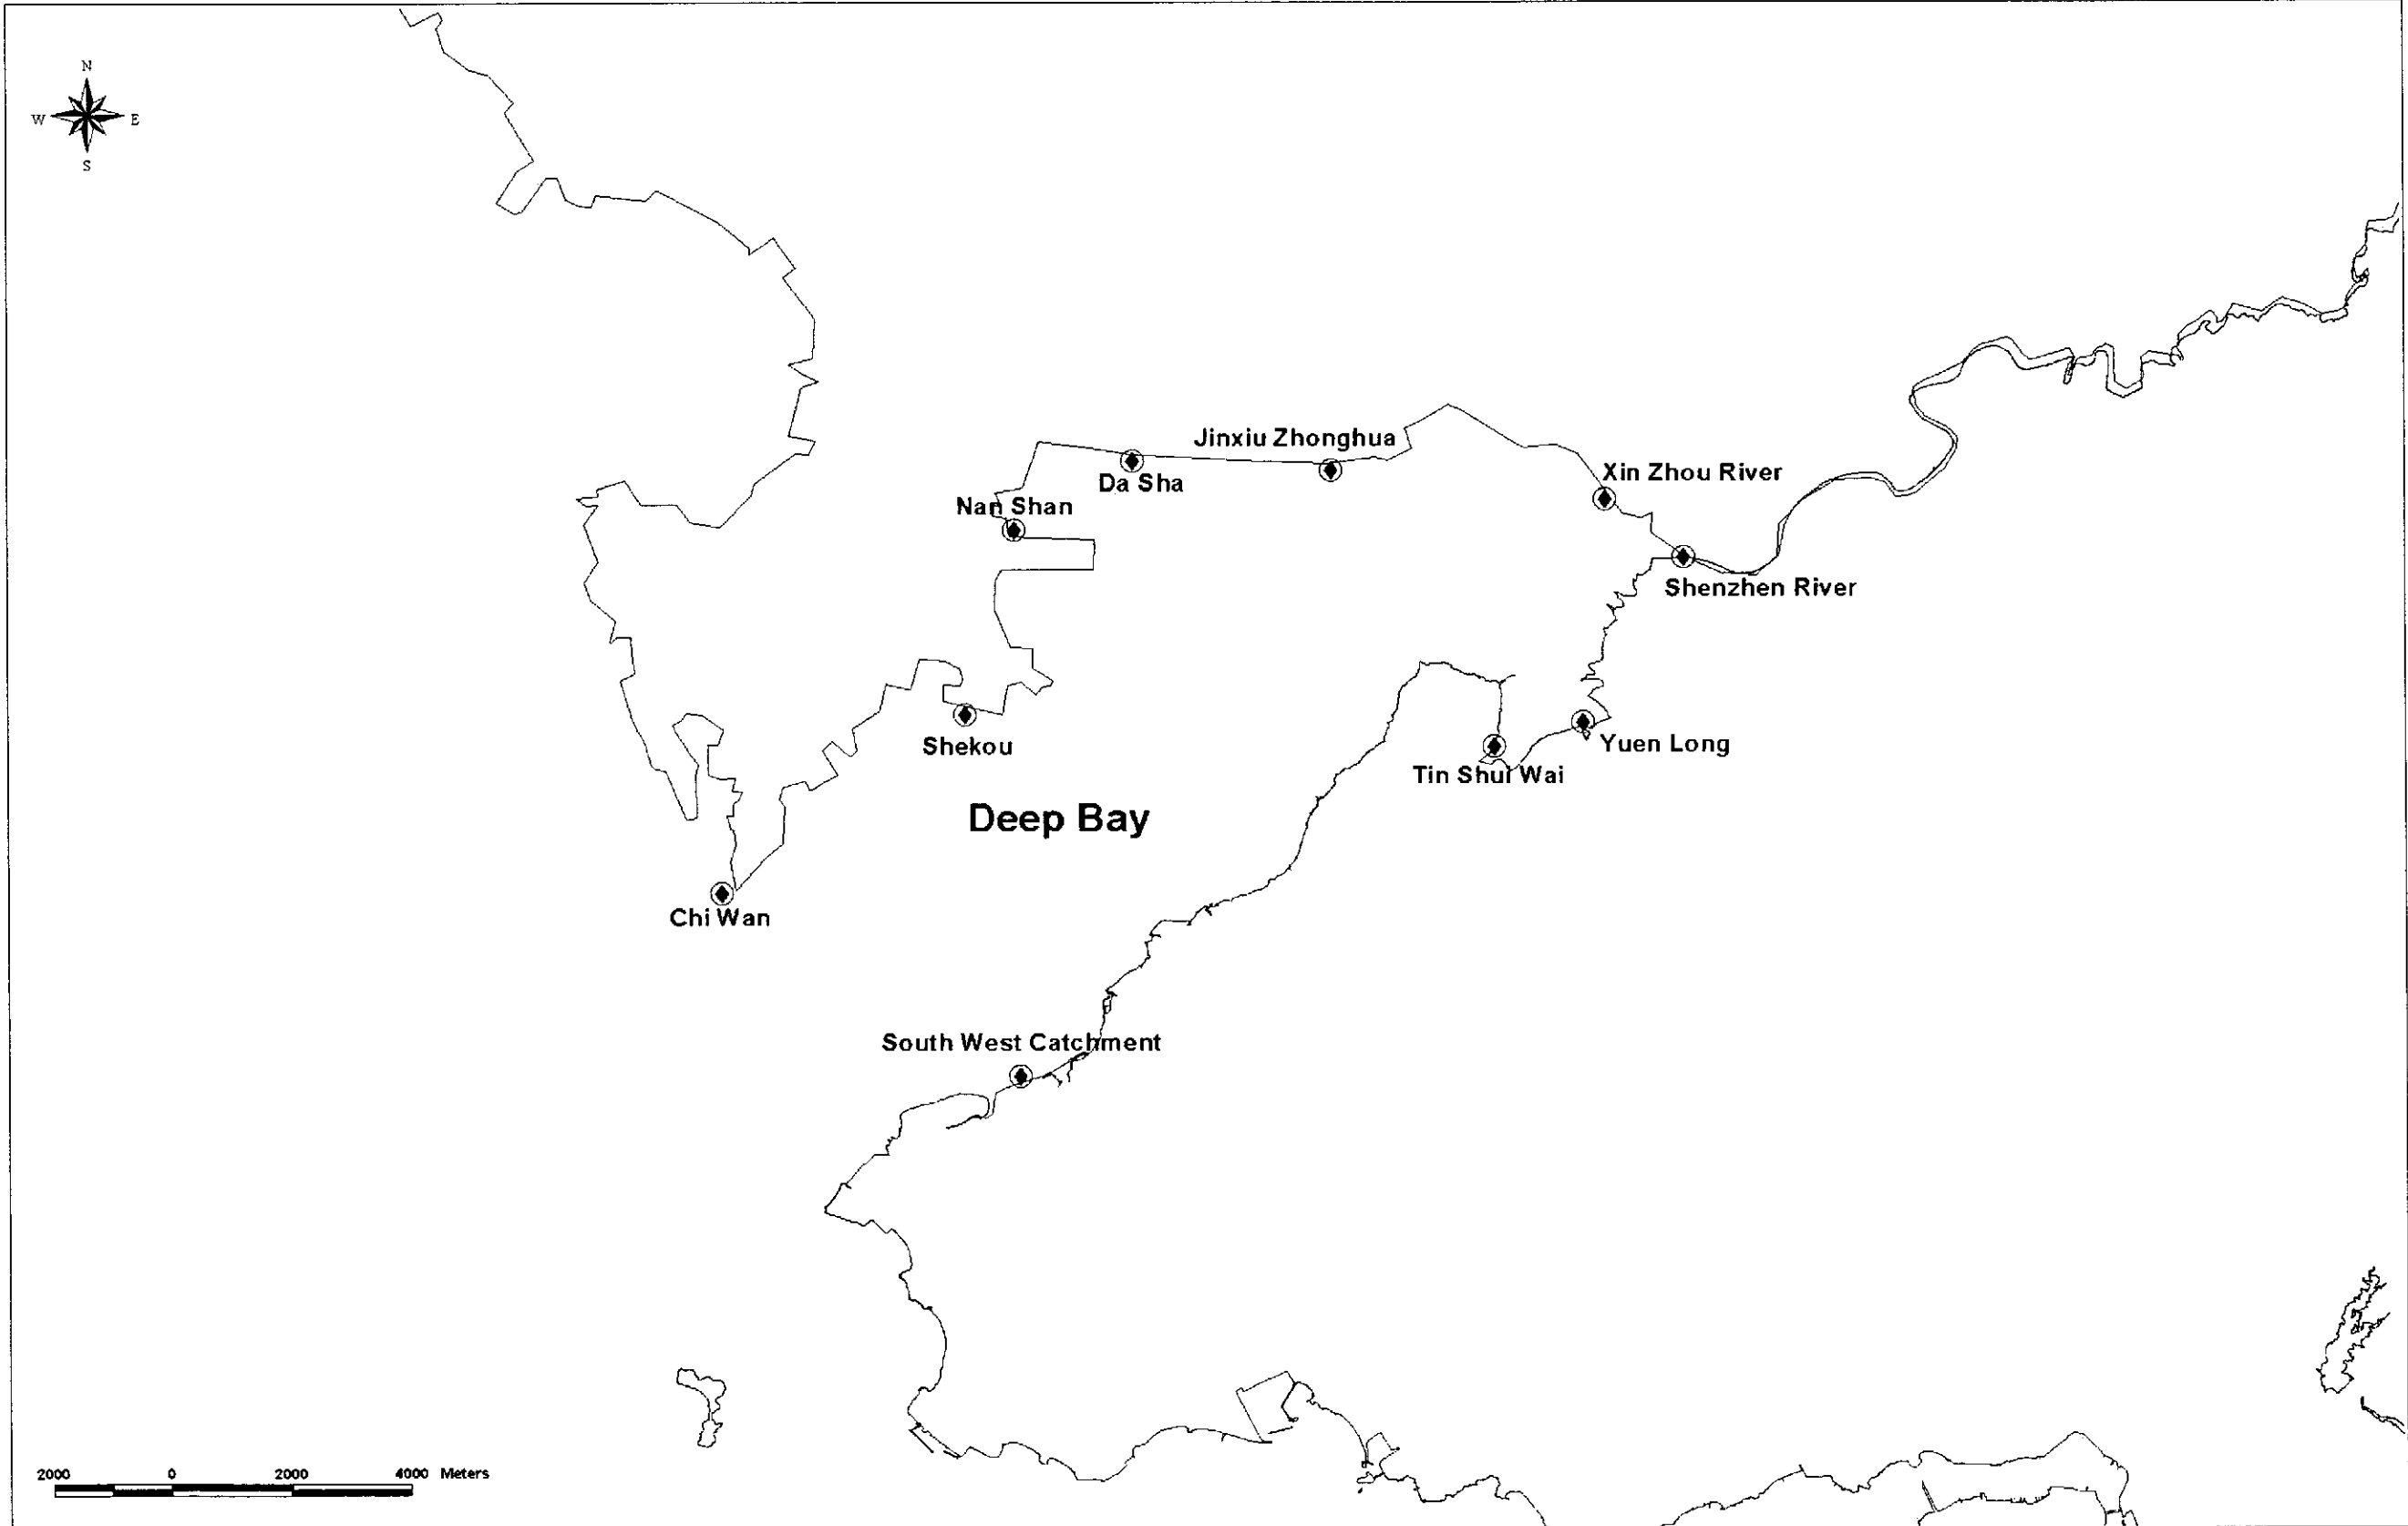 N
W E
S
Jinxiu Zhonghua
Da Sha
Xin Zhou River
Nan Shan
Shenzhen River
Shekou
Yuen Long
Tin Shui Wai
Deep Bay
Chi Wan
South West Catchment
2000 0 2000 4000 Meters